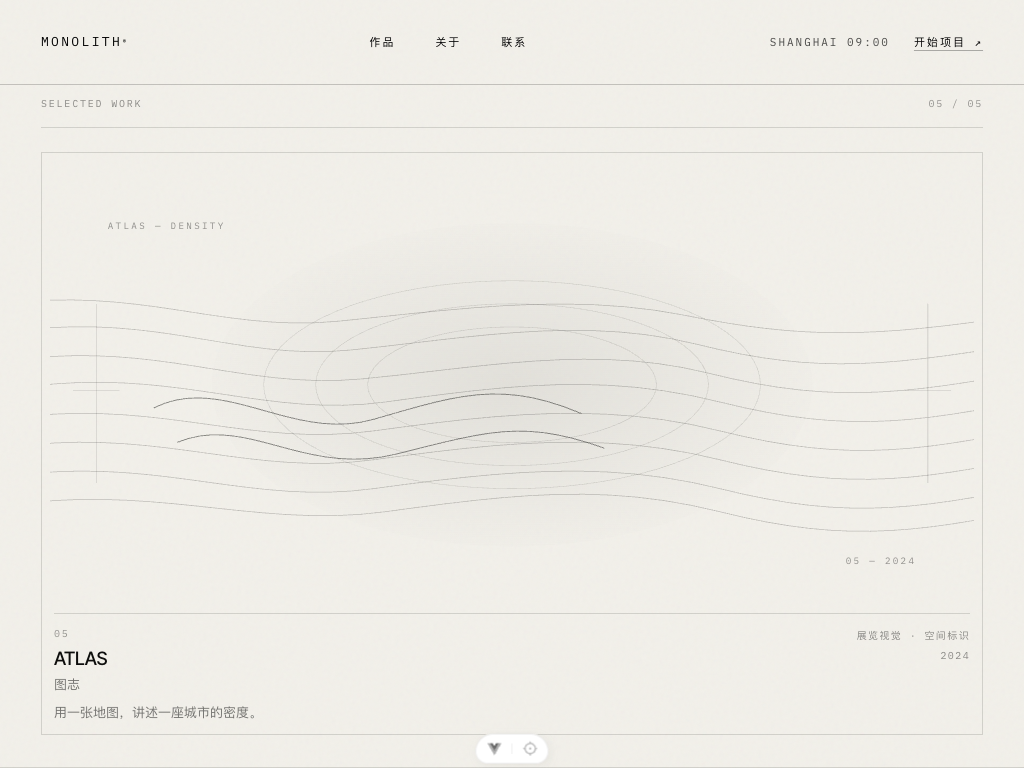 MONOLITH
作品
关于
联系
SHANGHAI 09:00
开始项目 ↗
SELECTED WORK
05 / 05
ATLAS — DENSITY
05 — 2024
05
ATLAS
图志
用一张地图，讲述一座城市的密度。
展览视觉 · 空间标识
2024